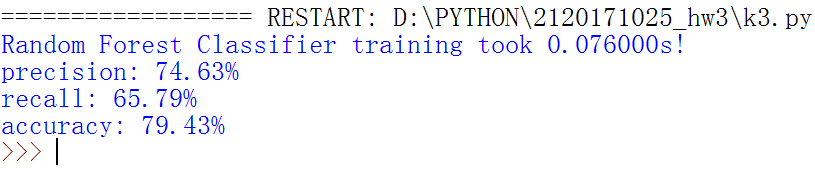 =================== RESTART: D:\PYTHON\2120171025_hw3\k3.py
Random Forest Classifier training took 0.076000s!
precision: 74.63%
recall: 65.79%
accuracy: 79.43%
>>>